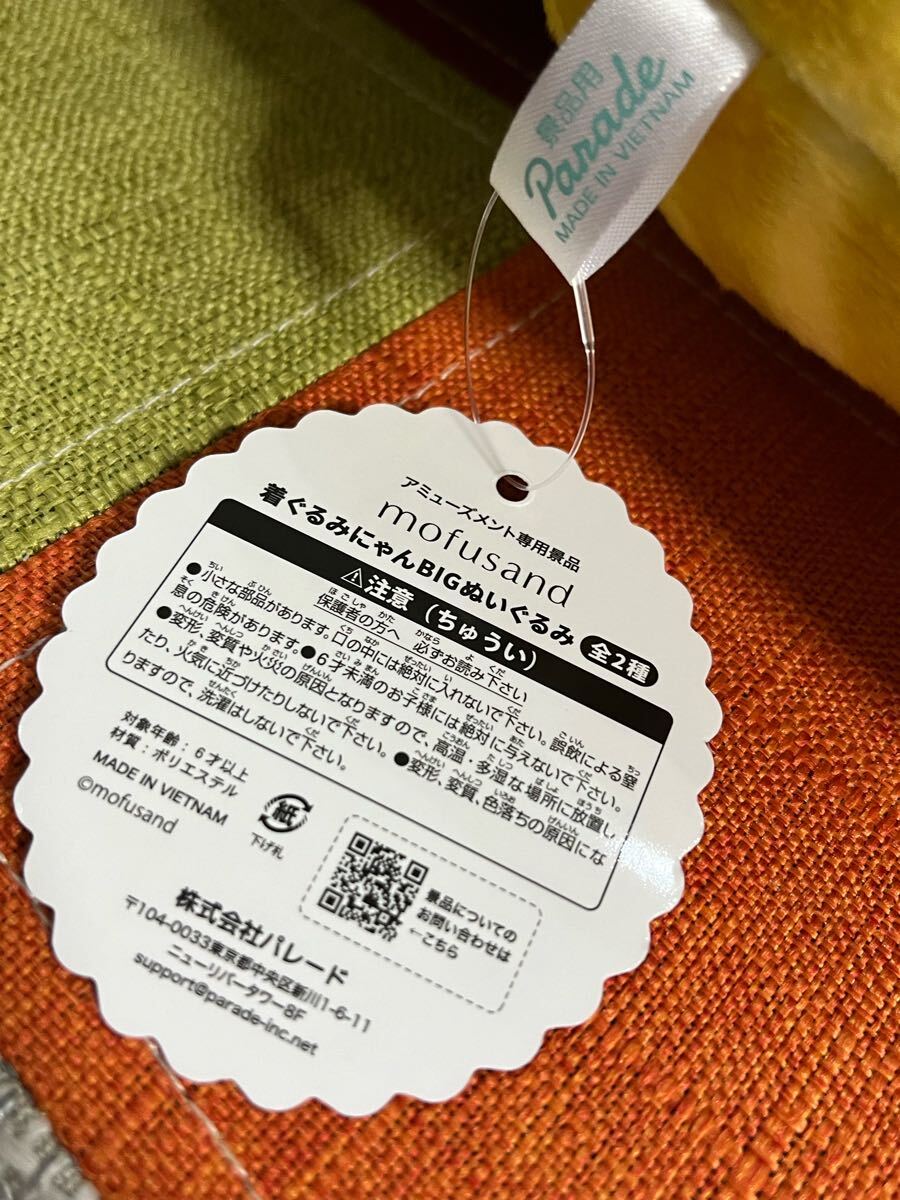 景品用
Parade
MADE IN VIETNAM
アミューズメント専用景品
mofusand
着ぐるみにゃんBIGぬいぐるみ 全2種
⚠注意（ちゅうい）
保護者の方へ 必ずお読み下さい
●小さな部品があります。口の中には絶対に入れないで下さい。誤飲による窒
息の危険があります。●6才未満のお子様には絶対に与えないで下さい。
●変形、変質や火災の原因となりますので、高温・多湿な場所に放置し
たり、火気に近づけたりしないで下さい。●変形、変質、色落ちの原因にな
りますので、洗濯はしないで下さい。
対象年齢：6才以上
材質：ポリエステル
MADE IN VIETNAM
©mofusand
紙
下げ札
景品についての
お問い合わせは
←こちら
株式会社パレード
〒104-0033東京都中央区新川1-6-11
ニューリバータワー8F
support@parade-inc.net